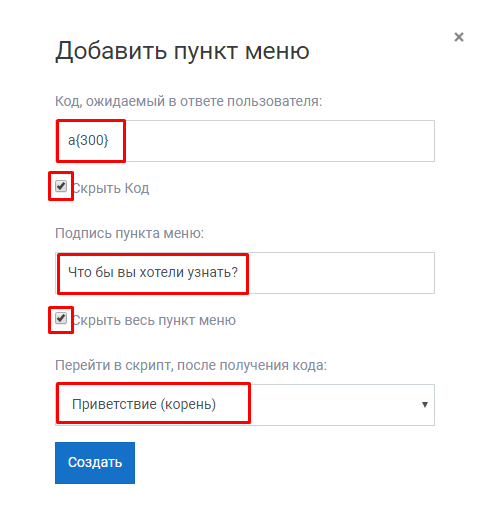 ×
Добавить пункт меню
Код, ожидаемый в ответе пользователя:
a{300}
Скрыть Код
Подпись пункта меню:
Что бы вы хотели узнать?
Скрыть весь пункт меню
Перейти в скрипт, после получения кода:
Приветствие (корень)
Создать